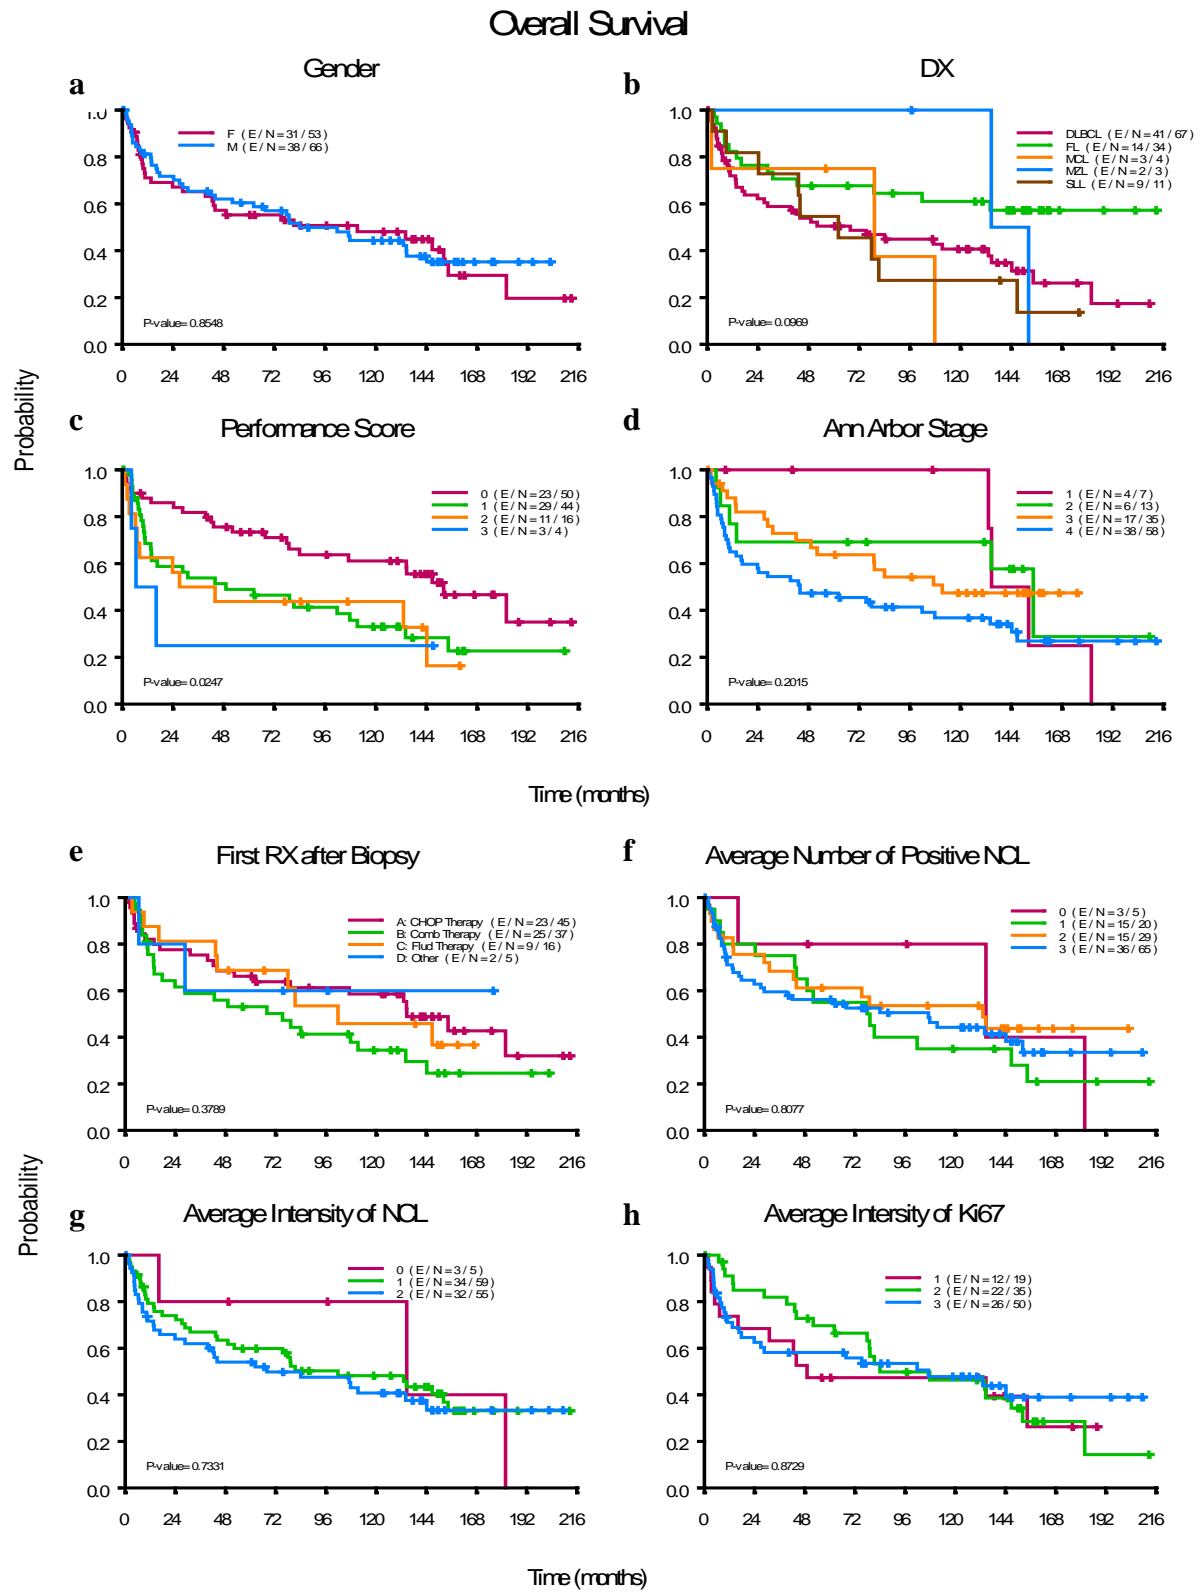 Overall Survival
a
Gender
1.0
0.8
0.6
0.4
0.2
0.0
F ( E / N = 31 / 53 )
M ( E / N = 38 / 66 )
P-value= 0.8548
0 24 48 72 96 120 144 168 192 216
b
DX
1.0
0.8
0.6
0.4
0.2
0.0
DLBCL ( E / N = 41 / 67 )
FL ( E / N = 14 / 34 )
MCL ( E / N = 3 / 4 )
MZL ( E / N = 2 / 3 )
SLL ( E / N = 9 / 11 )
P-value= 0.0969
0 24 48 72 96 120 144 168 192 216
Probability
c
Performance Score
1.0
0.8
0.6
0.4
0.2
0.0
0 ( E / N = 23 / 50 )
1 ( E / N = 29 / 44 )
2 ( E / N = 11 / 16 )
3 ( E / N = 3 / 4 )
P-value= 0.0247
0 24 48 72 96 120 144 168 192 216
d
Ann Arbor Stage
1.0
0.8
0.6
0.4
0.2
0.0
1 ( E / N = 4 / 7 )
2 ( E / N = 6 / 13 )
3 ( E / N = 17 / 35 )
4 ( E / N = 38 / 58 )
P-value= 0.2015
0 24 48 72 96 120 144 168 192 216
Time (months)
e
First RX after Biopsy
1.0
0.8
0.6
0.4
0.2
0.0
A: CHOP Therapy ( E / N = 23 / 45 )
B: Comb Therapy ( E / N = 25 / 37 )
C: Flud Therapy ( E / N = 9 / 16 )
D: Other ( E / N = 2 / 5 )
P-value= 0.3789
0 24 48 72 96 120 144 168 192 216
f
Average Number of Positive NCL
1.0
0.8
0.6
0.4
0.2
0.0
0 ( E / N = 3 / 5 )
1 ( E / N = 15 / 20 )
2 ( E / N = 15 / 29 )
3 ( E / N = 36 / 65 )
P-value= 0.8077
0 24 48 72 96 120 144 168 192 216
Probability
g
Average Intensity of NCL
1.0
0.8
0.6
0.4
0.2
0.0
0 ( E / N = 3 / 5 )
1 ( E / N = 34 / 59 )
2 ( E / N = 32 / 55 )
P-value= 0.7331
0 24 48 72 96 120 144 168 192 216
h
Average Intersity of Ki67
1.0
0.8
0.6
0.4
0.2
0.0
1 ( E / N = 12 / 19 )
2 ( E / N = 22 / 35 )
3 ( E / N = 26 / 50 )
P-value= 0.8729
0 24 48 72 96 120 144 168 192 216
Time (months)